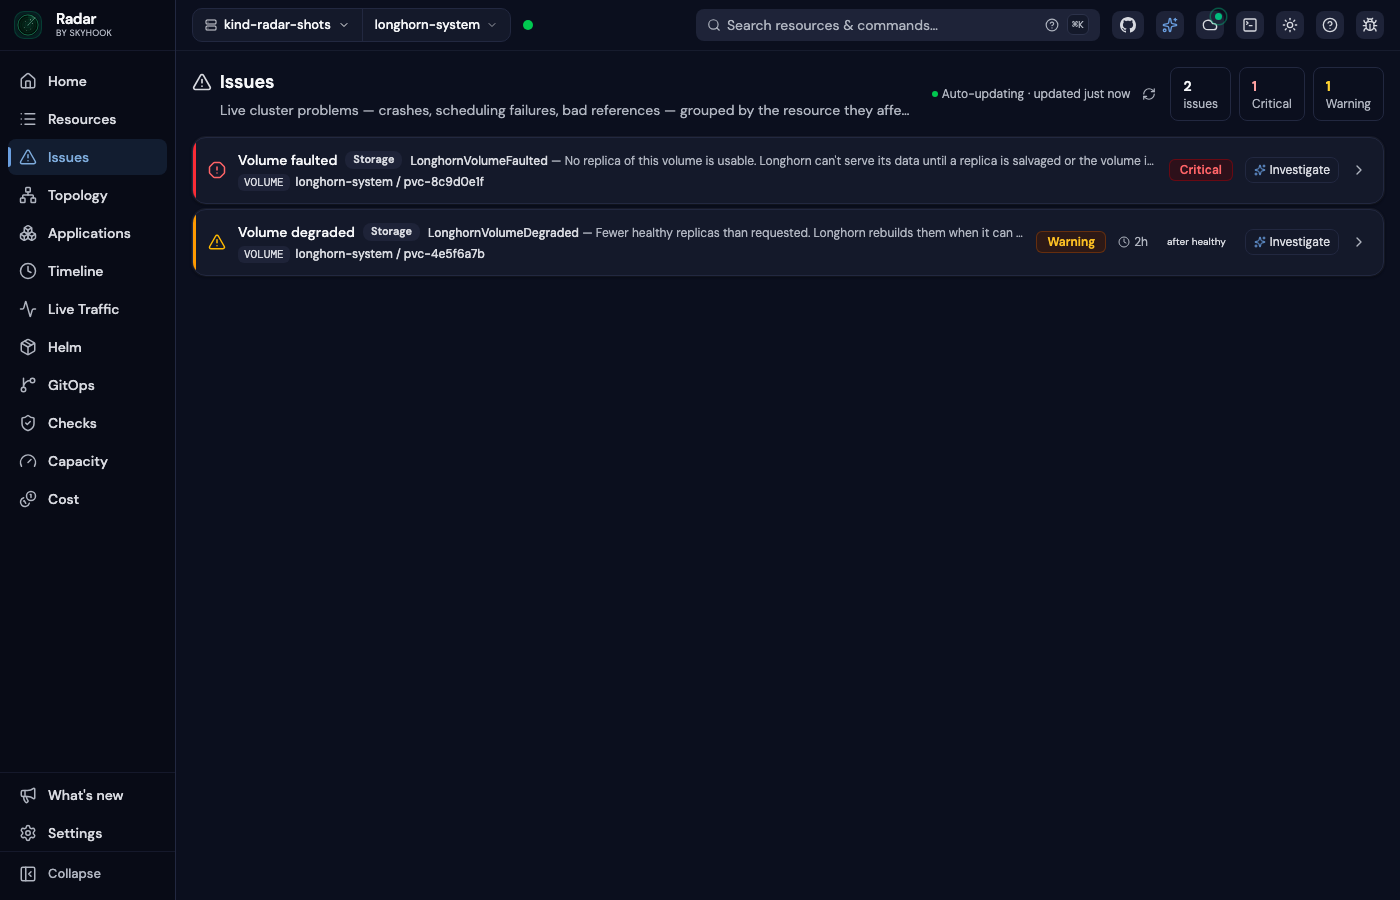 Radar
BY SKYHOOK
kind-radar-shots
longhorn-system
Search resources & commands...
⌘K
Home
Resources
Issues
Topology
Applications
Timeline
Live Traffic
Helm
GitOps
Checks
Capacity
Cost
What's new
Settings
Collapse
Issues
Live cluster problems — crashes, scheduling failures, bad references — grouped by the resource they affe...
Auto-updating · updated just now
2
issues
1
Critical
1
Warning
Volume faulted Storage LonghornVolumeFaulted — No replica of this volume is usable. Longhorn can't serve its data until a replica is salvaged or the volume i...
VOLUME longhorn-system / pvc-8c9d0e1f
Critical Investigate
Volume degraded Storage LonghornVolumeDegraded — Fewer healthy replicas than requested. Longhorn rebuilds them when it can ...
VOLUME longhorn-system / pvc-4e5f6a7b
Warning 2h after healthy Investigate